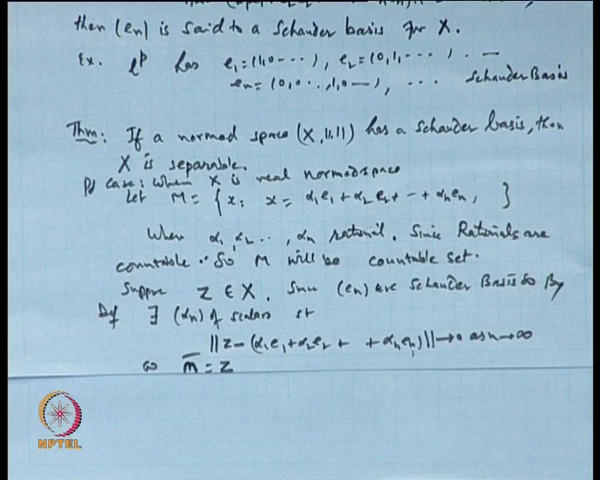 then (en) is said to a Schauder basis for X.
Ex. lᵖ has e₁=(1,0---), e₂=(0,1,---) . —
en=(0,0..,1,0—), ... Schauder Basis
Thm: If a normed space (X,||.||) has a Schauder basis, then
X is separable.
Pf case: when X is real normed space
Let M = { x: x = α₁e₁+α₂e₂+--+αₙeₙ, }
When α₁,α₂..,αₙ rational. Since Rationals are
countable. So M will be countable set.
Suppose Z ∈ X. Since (en) are Schauder Basis so By
Def ∃ (αn) of scalars st
||Z-(α₁e₁+α₂e₂+ +αₙeₙ)||→0 as n→∞
M̅ = Z
NPTEL